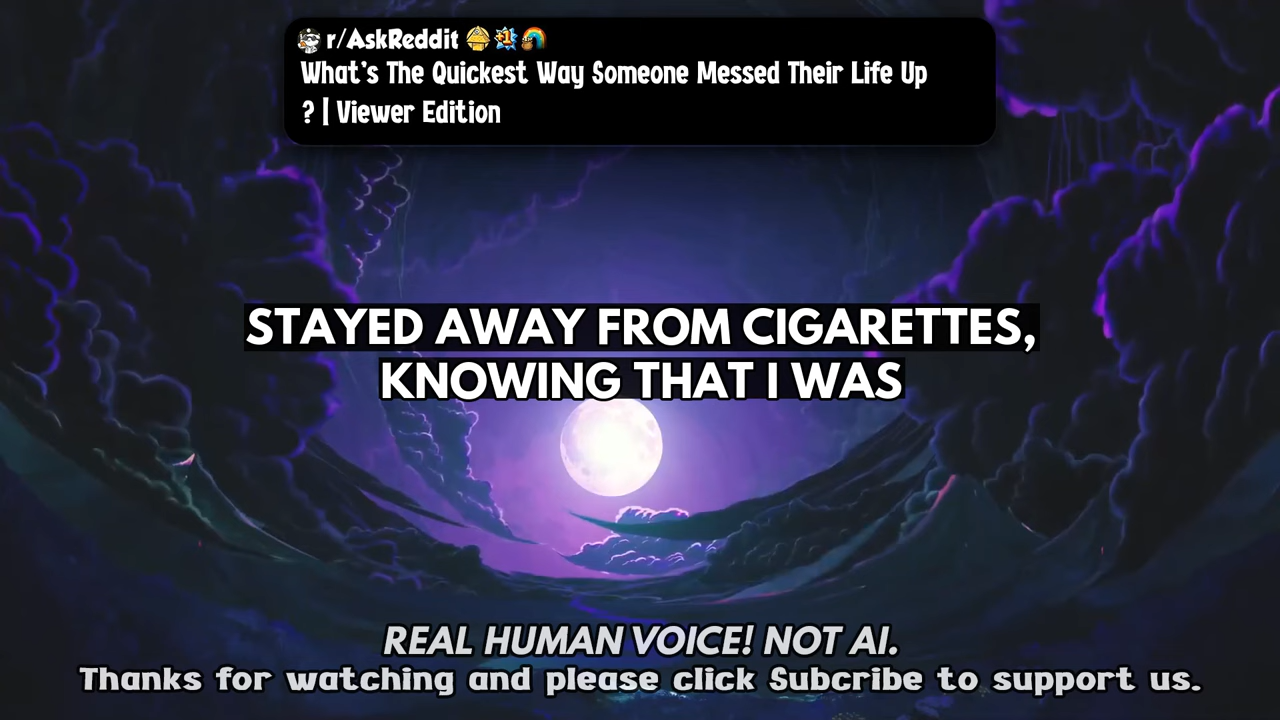 r/AskReddit
What's The Quickest Way Someone Messed Their Life Up
? | Viewer Edition
STAYED AWAY FROM CIGARETTES,
KNOWING THAT I WAS
REAL HUMAN VOICE! NOT AI.
Thanks for watching and please click Subcribe to support us.